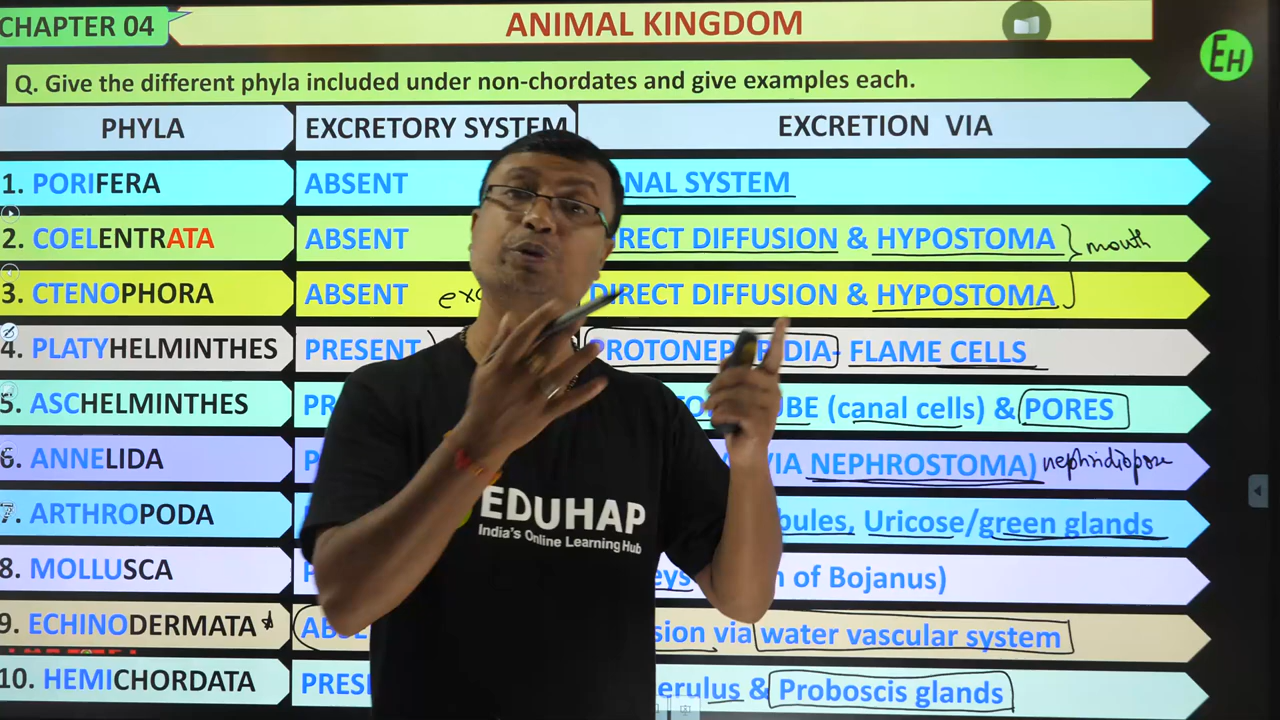 CHAPTER 04
ANIMAL KINGDOM
EH
Q. Give the different phyla included under non-chordates and give examples each.
PHYLA EXCRETORY SYSTEM EXCRETION VIA
1. PORIFERA ABSENT NAL SYSTEM
2. COELENTRATA ABSENT RECT DIFFUSION & HYPOSTOMA mouth
3. CTENOPHORA ABSENT DIRECT DIFFUSION & HYPOSTOMA
4. PLATYHELMINTHES PRESENT PROTONEP DIA- FLAME CELLS
5. ASCHELMINTHES PR UBE (canal cells) & PORES
6. ANNELIDA P VIA NEPHROSTOMA) nephridiopore
7. ARTHROPODA bules, Uricose/green glands
8. MOLLUSCA P eys n of Bojanus)
9. ECHINODERMATA ABSE sion via water vascular system
10. HEMICHORDATA PRES erulus & Proboscis glands
EDUHAP
India's Online Learning Hub